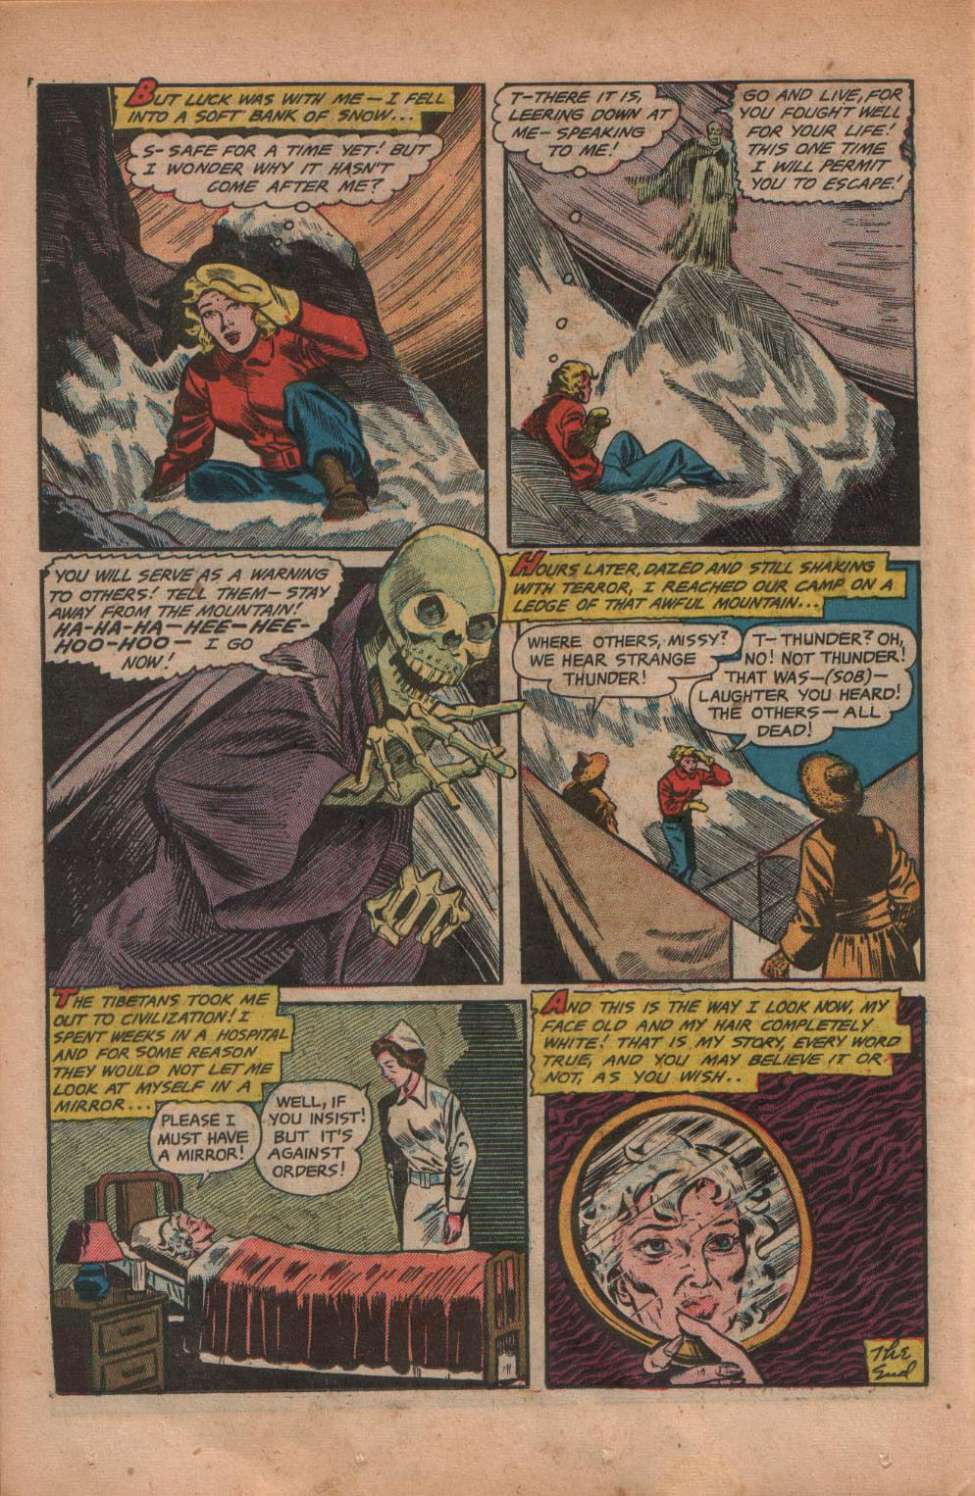 BUT LUCK WAS WITH ME — I FELL
INTO A SOFT BANK OF SNOW...
S-SAFE FOR A TIME YET! BUT
I WONDER WHY IT HASN'T
COME AFTER ME?
T-THERE IT IS,
LEERING DOWN AT
ME— SPEAKING
TO ME!
GO AND LIVE, FOR
YOU FOUGHT WELL
FOR YOUR LIFE!
THIS ONE TIME
I WILL PERMIT
YOU TO ESCAPE!
YOU WILL SERVE AS A WARNING
TO OTHERS! TELL THEM— STAY
AWAY FROM THE MOUNTAIN!
HA-HA-HA—HEE-HEE-
HOO-HOO— I GO
NOW!
HOURS LATER, DAZED AND STILL SHAKING
WITH TERROR, I REACHED OUR CAMP ON A
LEDGE OF THAT AWFUL MOUNTAIN...
WHERE OTHERS, MISSY?
WE HEAR STRANGE
THUNDER!
T-THUNDER? OH,
NO! NOT THUNDER!
THAT WAS—(SOB)—
LAUGHTER YOU HEARD!
THE OTHERS— ALL
DEAD!
THE TIBETANS TOOK ME
OUT TO CIVILIZATION! I
SPENT WEEKS IN A HOSPITAL
AND FOR SOME REASON
THEY WOULD NOT LET ME
LOOK AT MYSELF IN A
MIRROR...
PLEASE I
MUST HAVE
A MIRROR!
WELL, IF
YOU INSIST!
BUT IT'S
AGAINST
ORDERS!
AND THIS IS THE WAY I LOOK NOW, MY
FACE OLD AND MY HAIR COMPLETELY
WHITE! THAT IS MY STORY, EVERY WORD
TRUE, AND YOU MAY BELIEVE IT OR
NOT, AS YOU WISH..
The
End